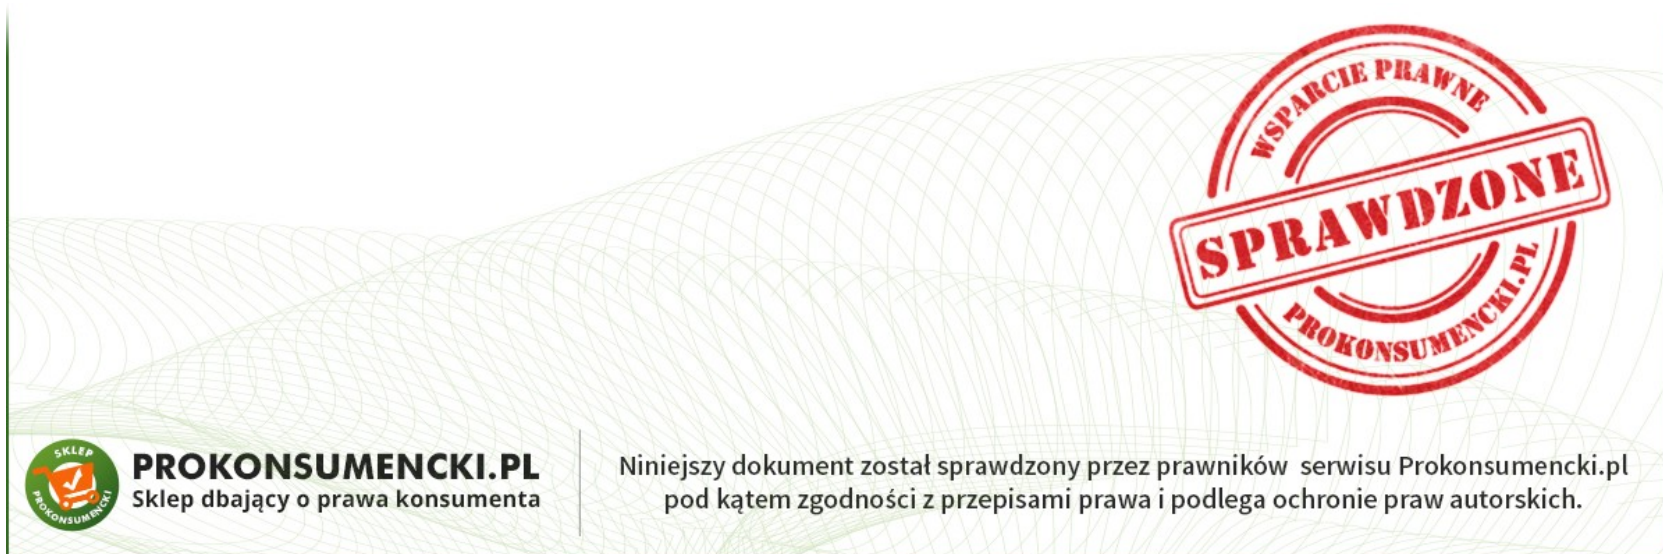 WSPARCIE PRAWNE
SPRAWDZONE
PROKONSUMENCKI.PL
SKLEP
PROKONSUMENCKI
PROKONSUMENCKI.PL
Sklep dbający o prawa konsumenta
Niniejszy dokument został sprawdzony przez prawników serwisu Prokonsumencki.pl
pod kątem zgodności z przepisami prawa i podlega ochronie praw autorskich.